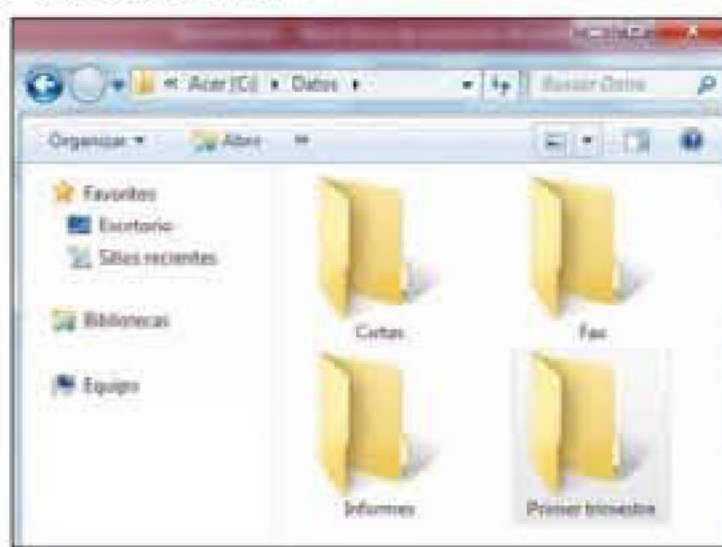 « Acer (C:) ▸ Datos ▸ Buscar Datos
Organizar ▾ Abrir »
Favoritos
Escritorio
Sitios recientes
Bibliotecas
Equipo
Cartas Fax
Informes Primer trimestre